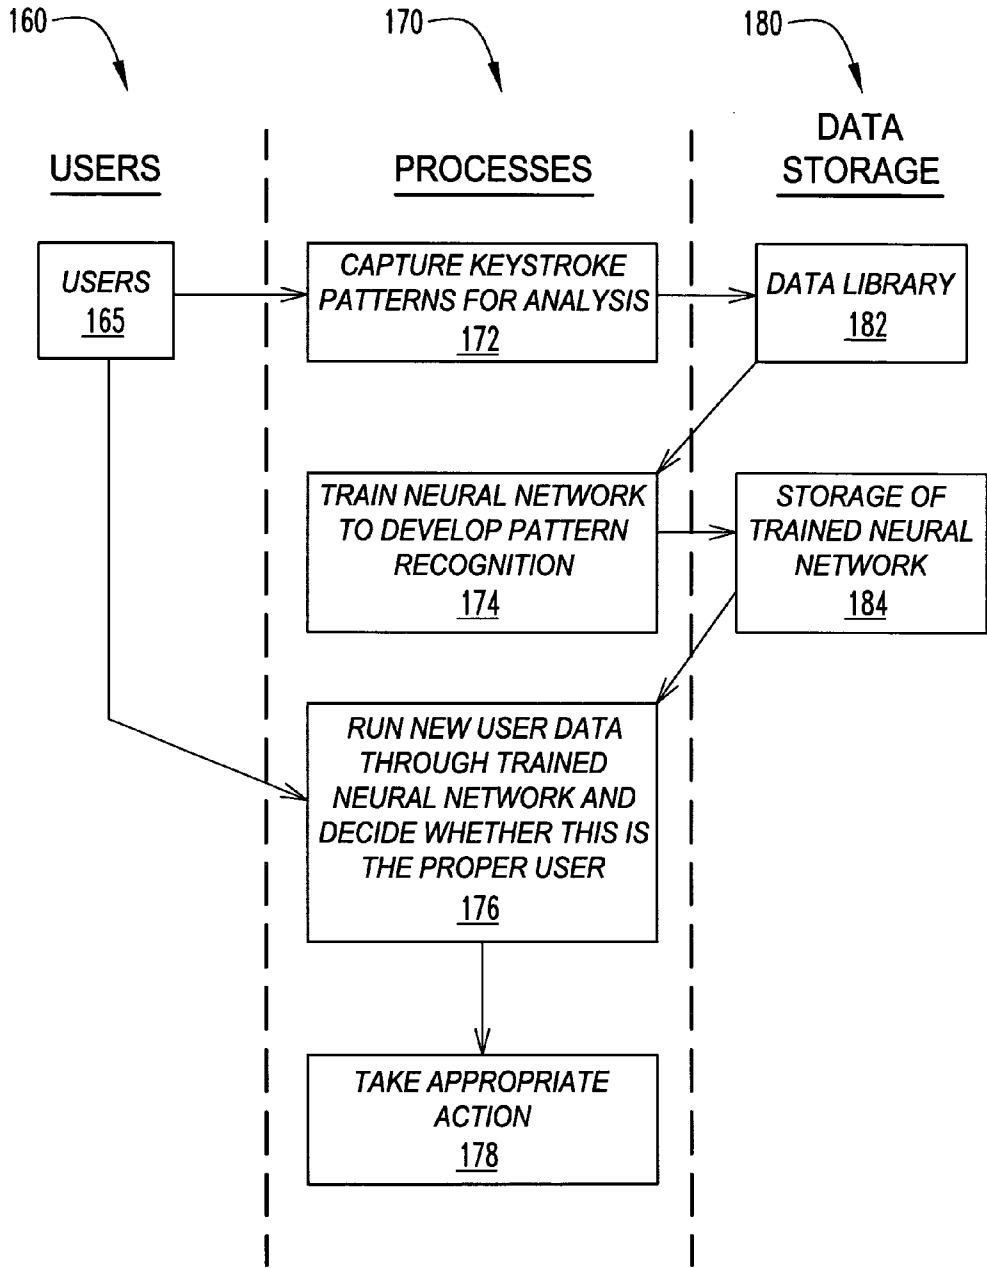 160
170
180
USERS
PROCESSES
DATA
STORAGE
USERS
165
CAPTURE KEYSTROKE
PATTERNS FOR ANALYSIS
172
DATA LIBRARY
182
TRAIN NEURAL NETWORK
TO DEVELOP PATTERN
RECOGNITION
174
STORAGE OF
TRAINED NEURAL
NETWORK
184
RUN NEW USER DATA
THROUGH TRAINED
NEURAL NETWORK AND
DECIDE WHETHER THIS IS
THE PROPER USER
176
TAKE APPROPRIATE
ACTION
178